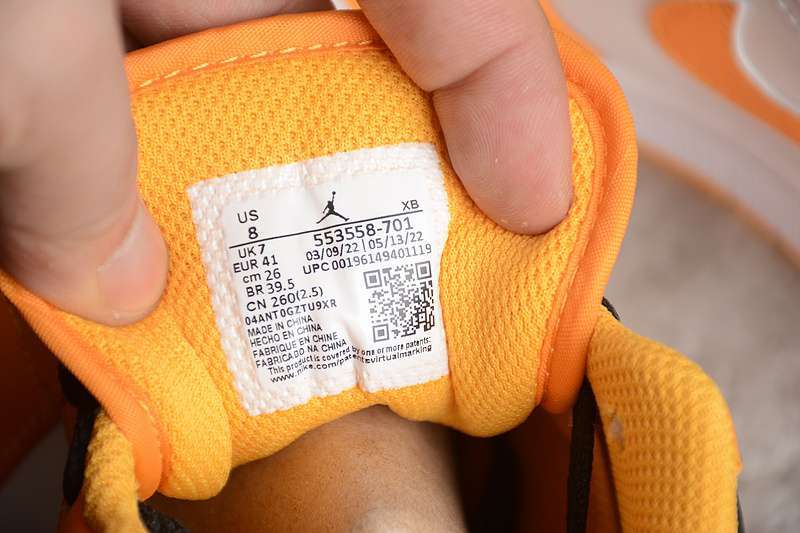 US
8
XB
553558-701
UK 7
03/09/22 | 05/13/22
EUR 41
UPC 00196149401119
cm 26
BR 39.5
CN 260(2.5)
04ANT0GZTU9XR
MADE IN CHINA
HECHO EN CHINA
FABRIQUE EN CHINE
FABRICADO NA CHINA
This product is covered by one or more patents:
www.nike.com/patents:virtualmarking